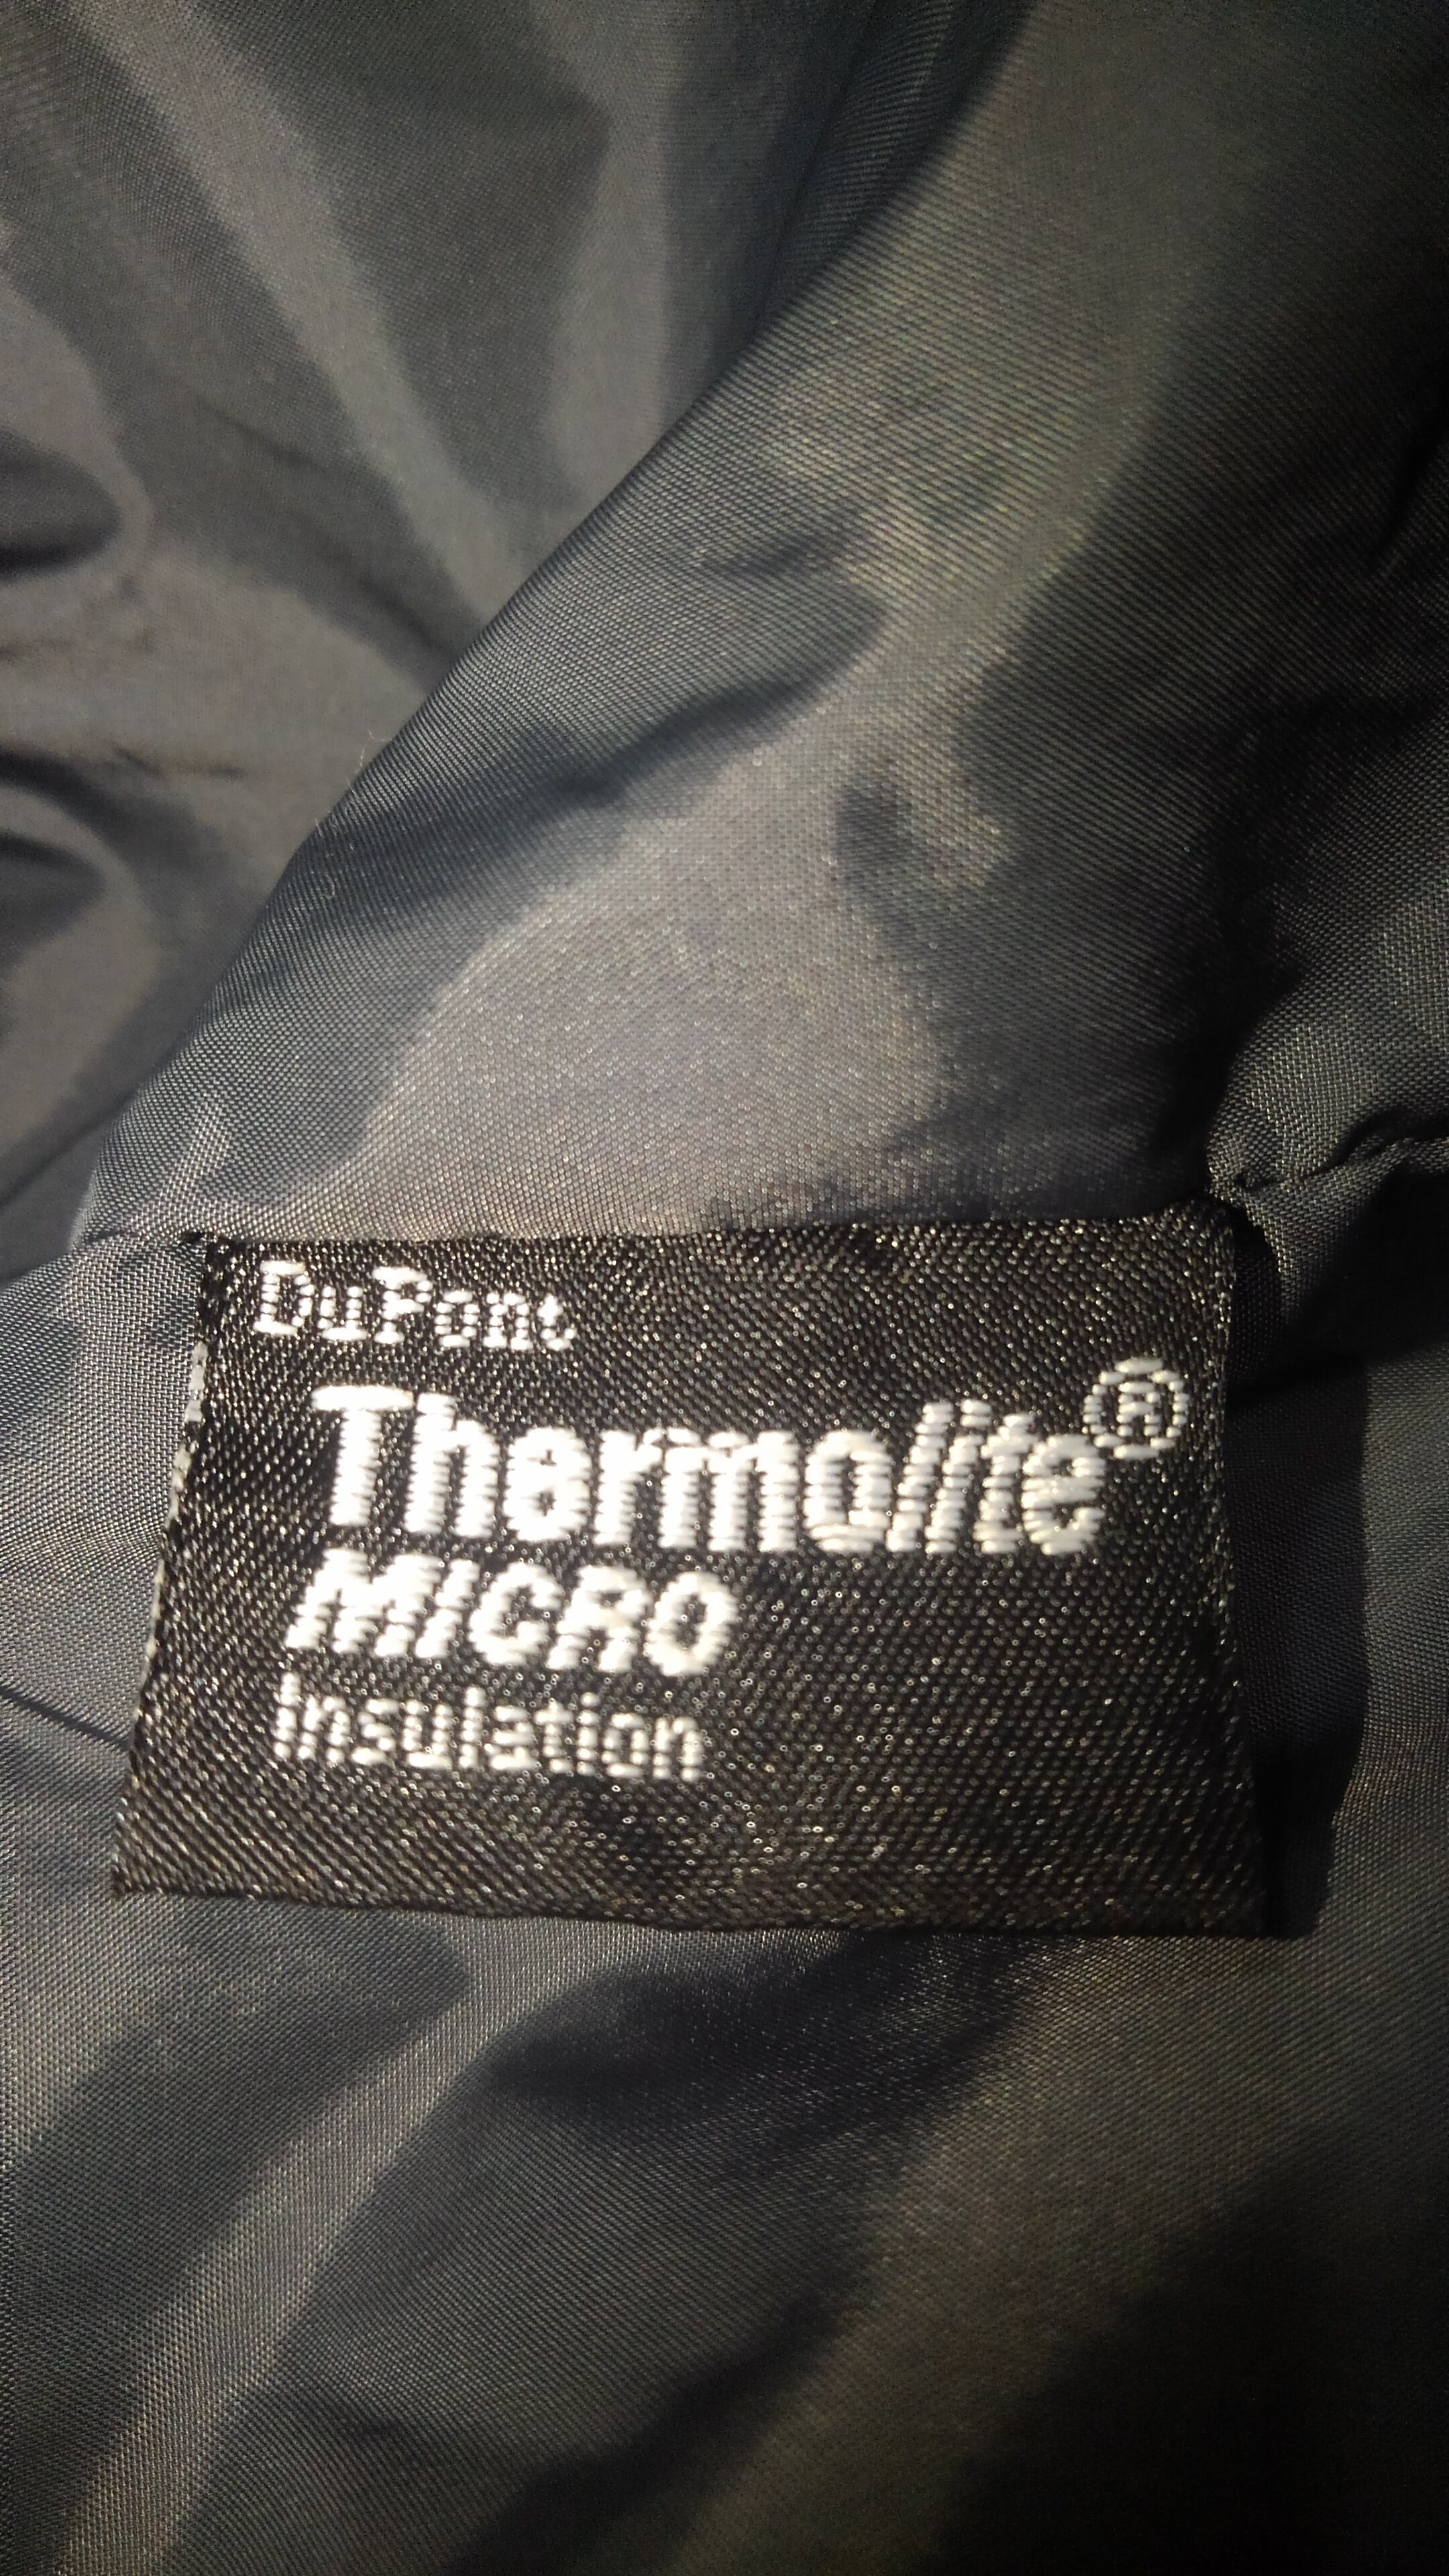 DuPont
Thermolite®
MICRO
insulation